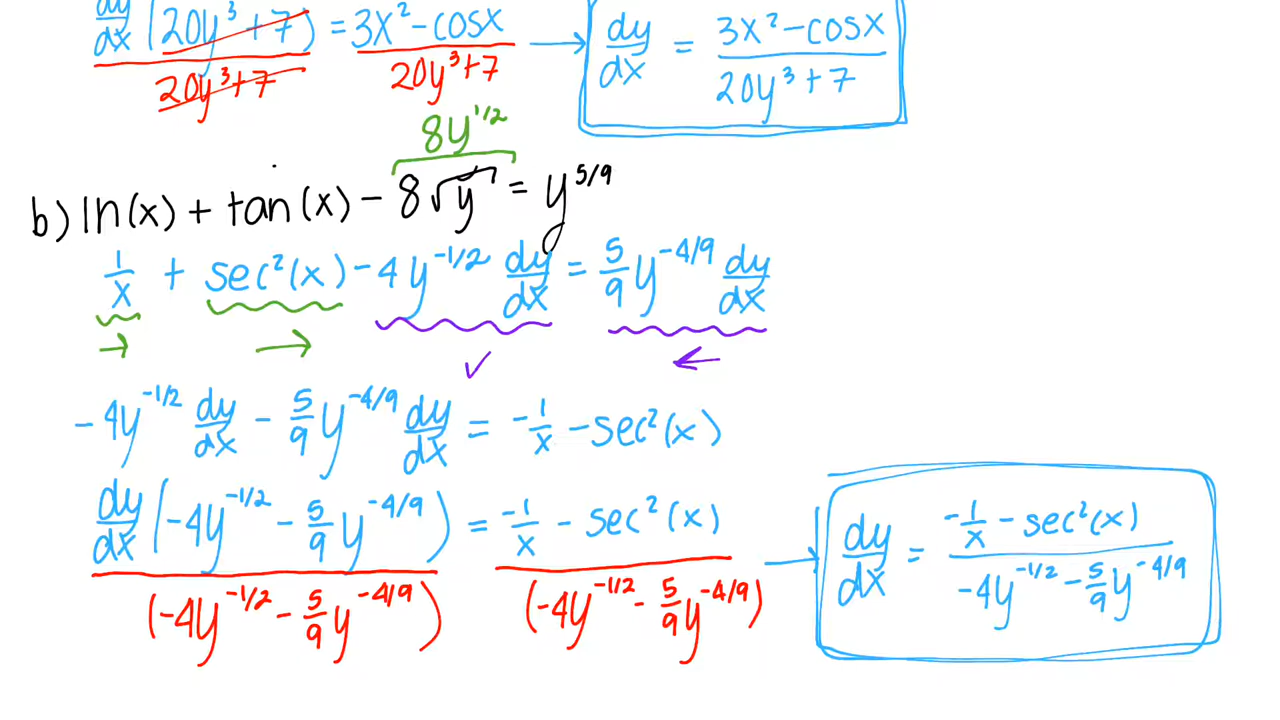 dy/dx (20y³+7) / 20y³+7 = 3x²-cosx / 20y³+7 → dy/dx = 3x²-cosx / 20y³+7
8y^1/2
b) ln(x) + tan(x) - 8√y = y^5/9
1/x + sec²(x) - 4y^-1/2 dy/dx = 5/9 y^-4/9 dy/dx
→ → ✓ ←
-4y^-1/2 dy/dx - 5/9 y^-4/9 dy/dx = -1/x - sec²(x)
dy/dx (-4y^-1/2 - 5/9 y^-4/9) / (-4y^-1/2 - 5/9 y^-4/9) = -1/x - sec²(x) / (-4y^-1/2 - 5/9 y^-4/9) → dy/dx = -1/x - sec²(x) / -4y^-1/2 - 5/9 y^-4/9